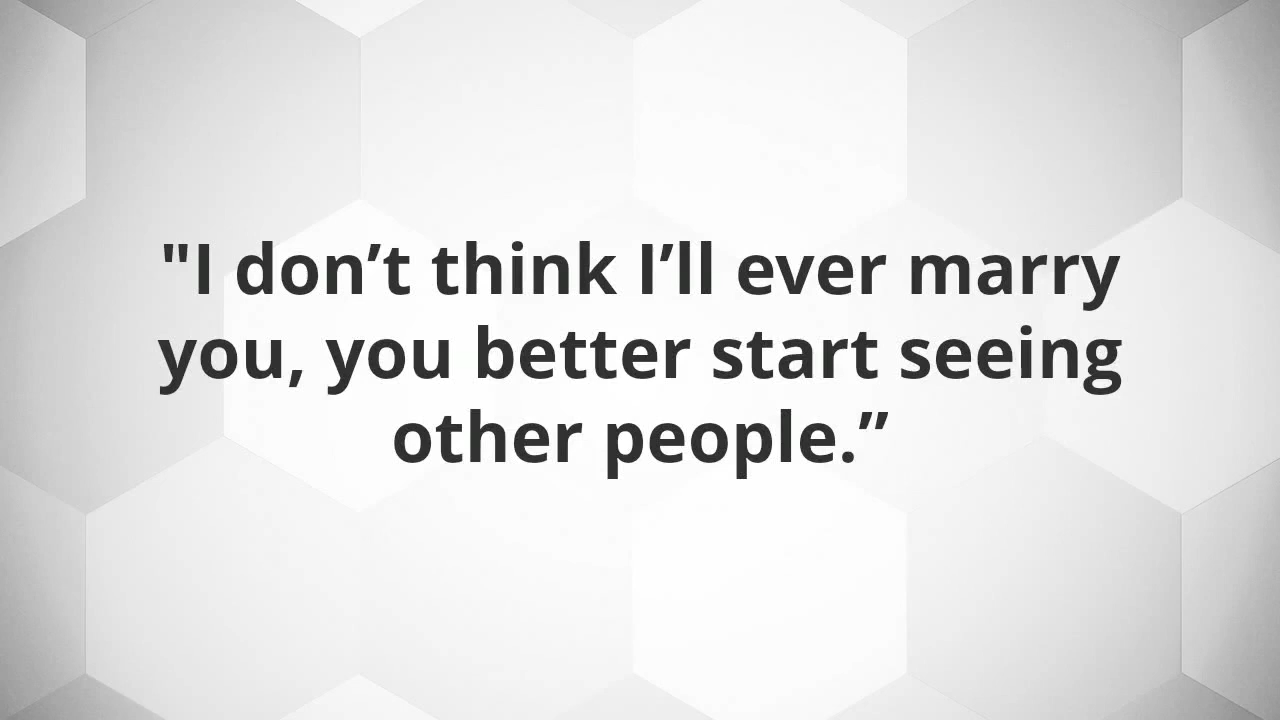 "I don’t think I’ll ever marry
you, you better start seeing
other people.”